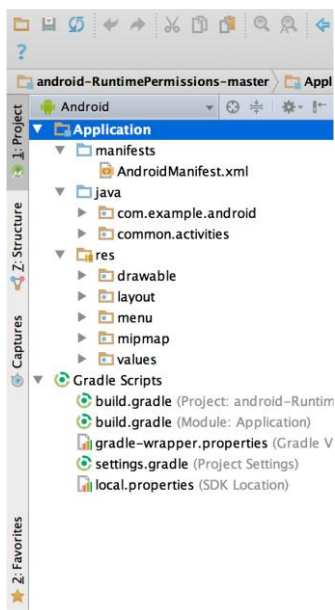 ?
android-RuntimePermissions-master
Appl
Android
1: Project
Application
manifests
AndroidManifest.xml
java
com.example.android
common.activities
res
drawable
layout
menu
mipmap
values
Gradle Scripts
build.gradle (Project: android-Runtim
build.gradle (Module: Application)
gradle-wrapper.properties (Gradle V
settings.gradle (Project Settings)
local.properties (SDK Location)
Z: Structure
Captures
2: Favorites